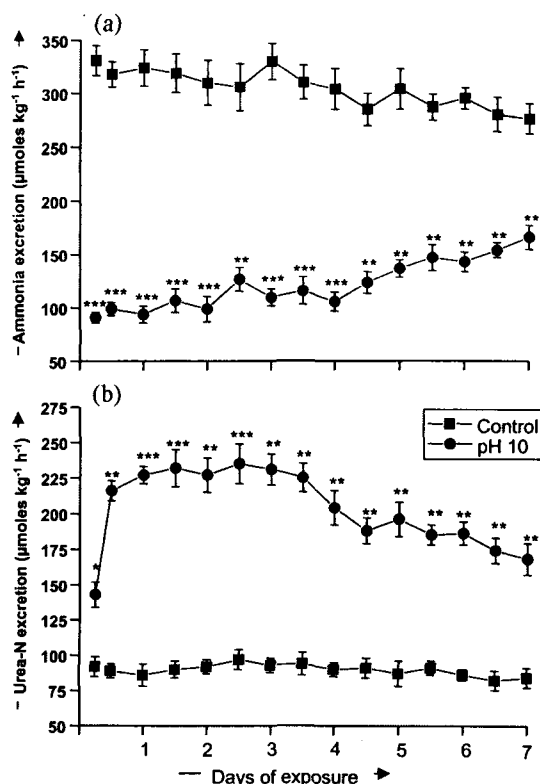 (a)
– Ammonia excretion (µmoles kg⁻¹ h⁻¹) →
350
300
250
200
150
100
50
*** *** *** *** *** ** *** *** *** ** ** ** ** ** **
(b)
– Urea-N excretion (µmoles kg⁻¹ h⁻¹) →
275
250
225
200
175
150
125
100
75
50
Control
pH 10
* ** *** *** ** *** ** ** ** ** ** ** ** ** **
1 2 3 4 5 6 7
— Days of exposure →